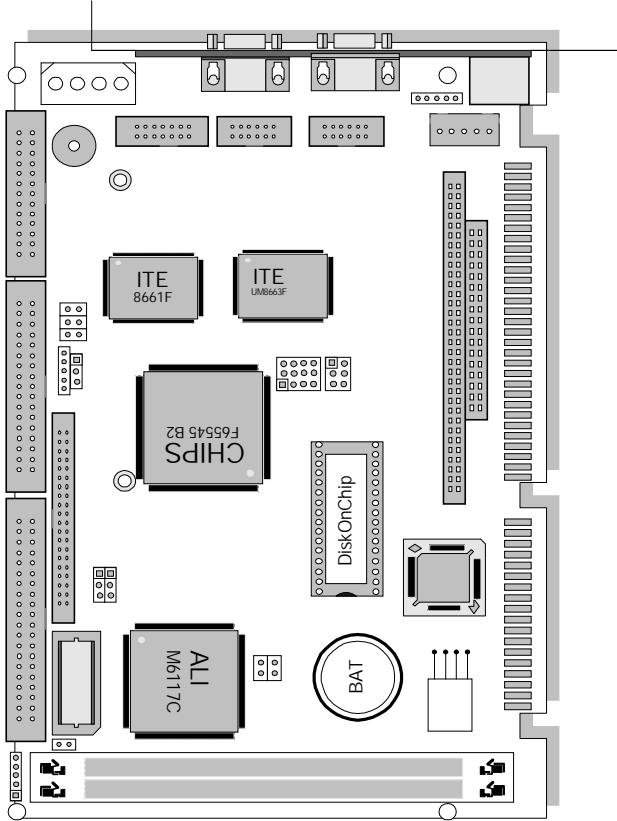 ITE
8661F
ITE
UM8663F
CHIPS
F65545 B2
DiskOnChip
ALI
M6117C
BAT